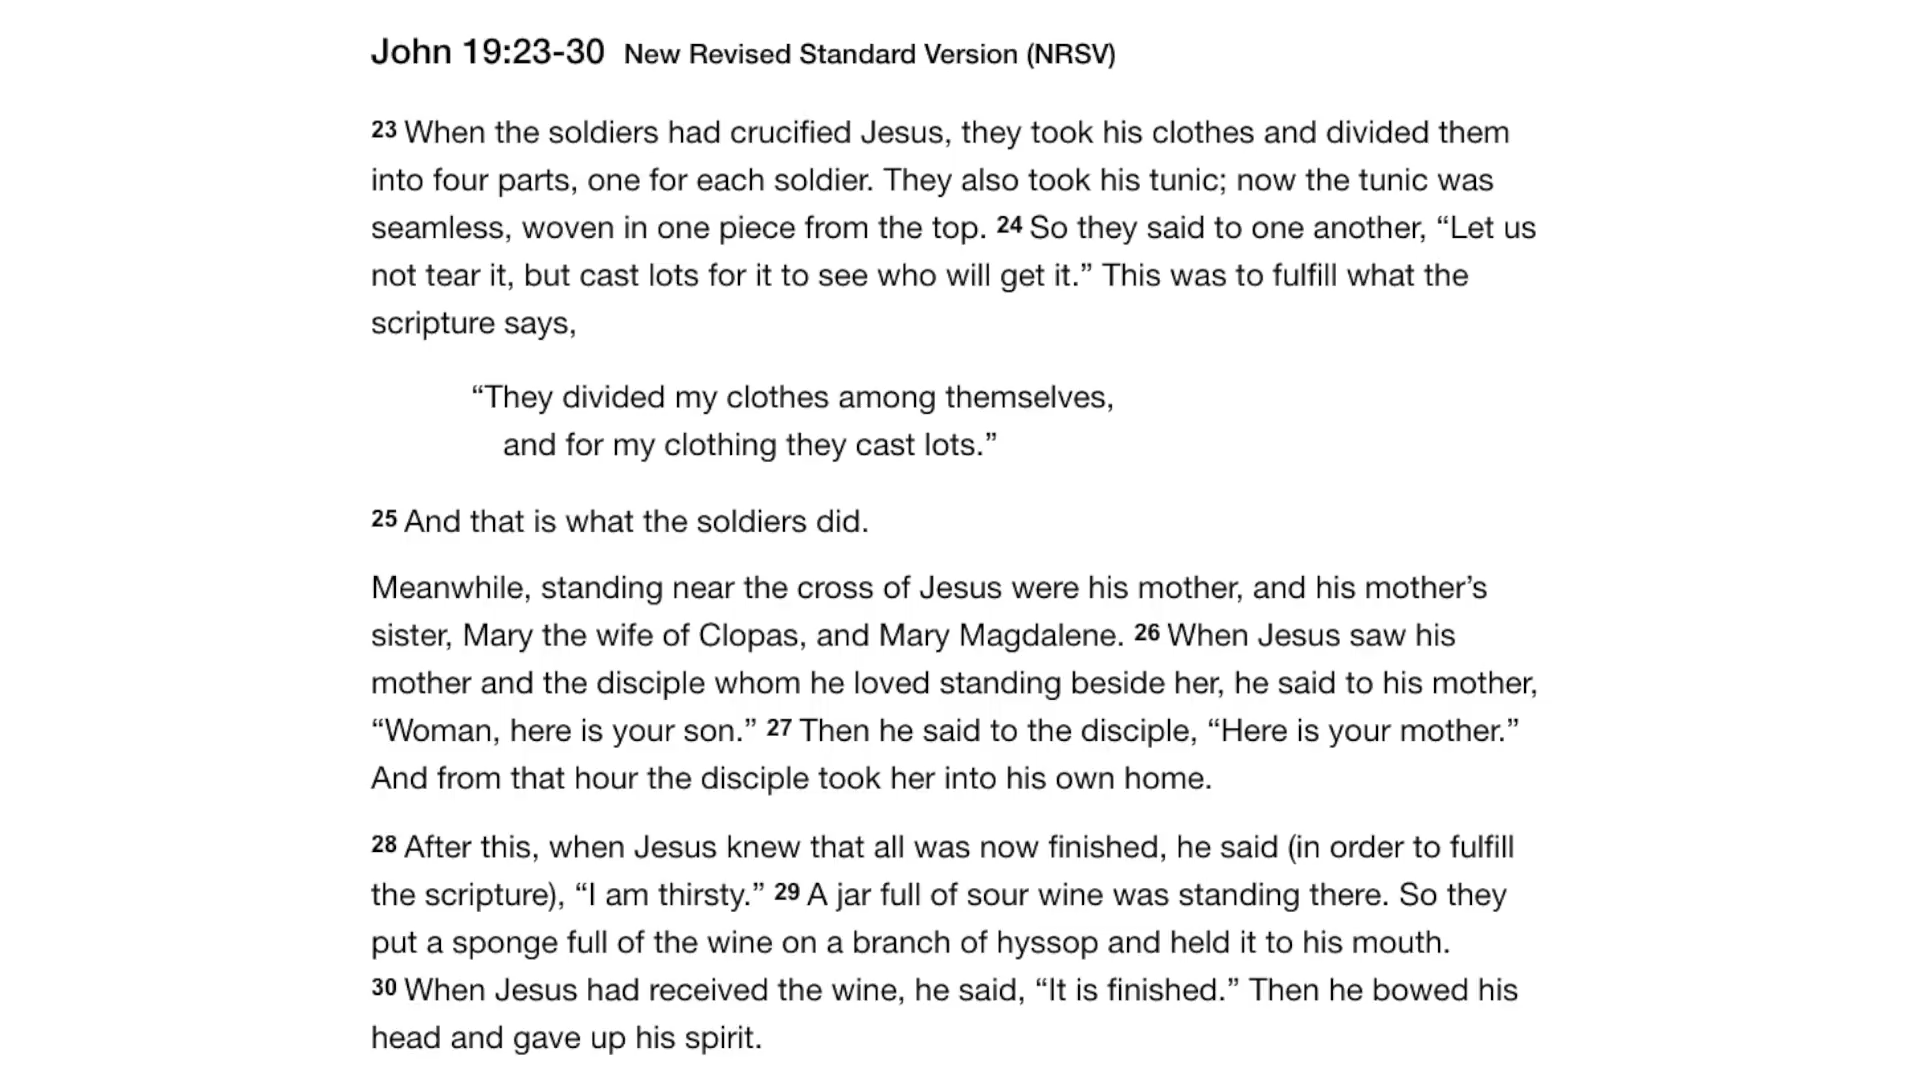 John 19:23-30 New Revised Standard Version (NRSV)
23 When the soldiers had crucified Jesus, they took his clothes and divided them
into four parts, one for each soldier. They also took his tunic; now the tunic was
seamless, woven in one piece from the top. 24 So they said to one another, “Let us
not tear it, but cast lots for it to see who will get it.” This was to fulfill what the
scripture says,
“They divided my clothes among themselves,
and for my clothing they cast lots.”
25 And that is what the soldiers did.
Meanwhile, standing near the cross of Jesus were his mother, and his mother’s
sister, Mary the wife of Clopas, and Mary Magdalene. 26 When Jesus saw his
mother and the disciple whom he loved standing beside her, he said to his mother,
“Woman, here is your son.” 27 Then he said to the disciple, “Here is your mother.”
And from that hour the disciple took her into his own home.
28 After this, when Jesus knew that all was now finished, he said (in order to fulfill
the scripture), “I am thirsty.” 29 A jar full of sour wine was standing there. So they
put a sponge full of the wine on a branch of hyssop and held it to his mouth.
30 When Jesus had received the wine, he said, “It is finished.” Then he bowed his
head and gave up his spirit.